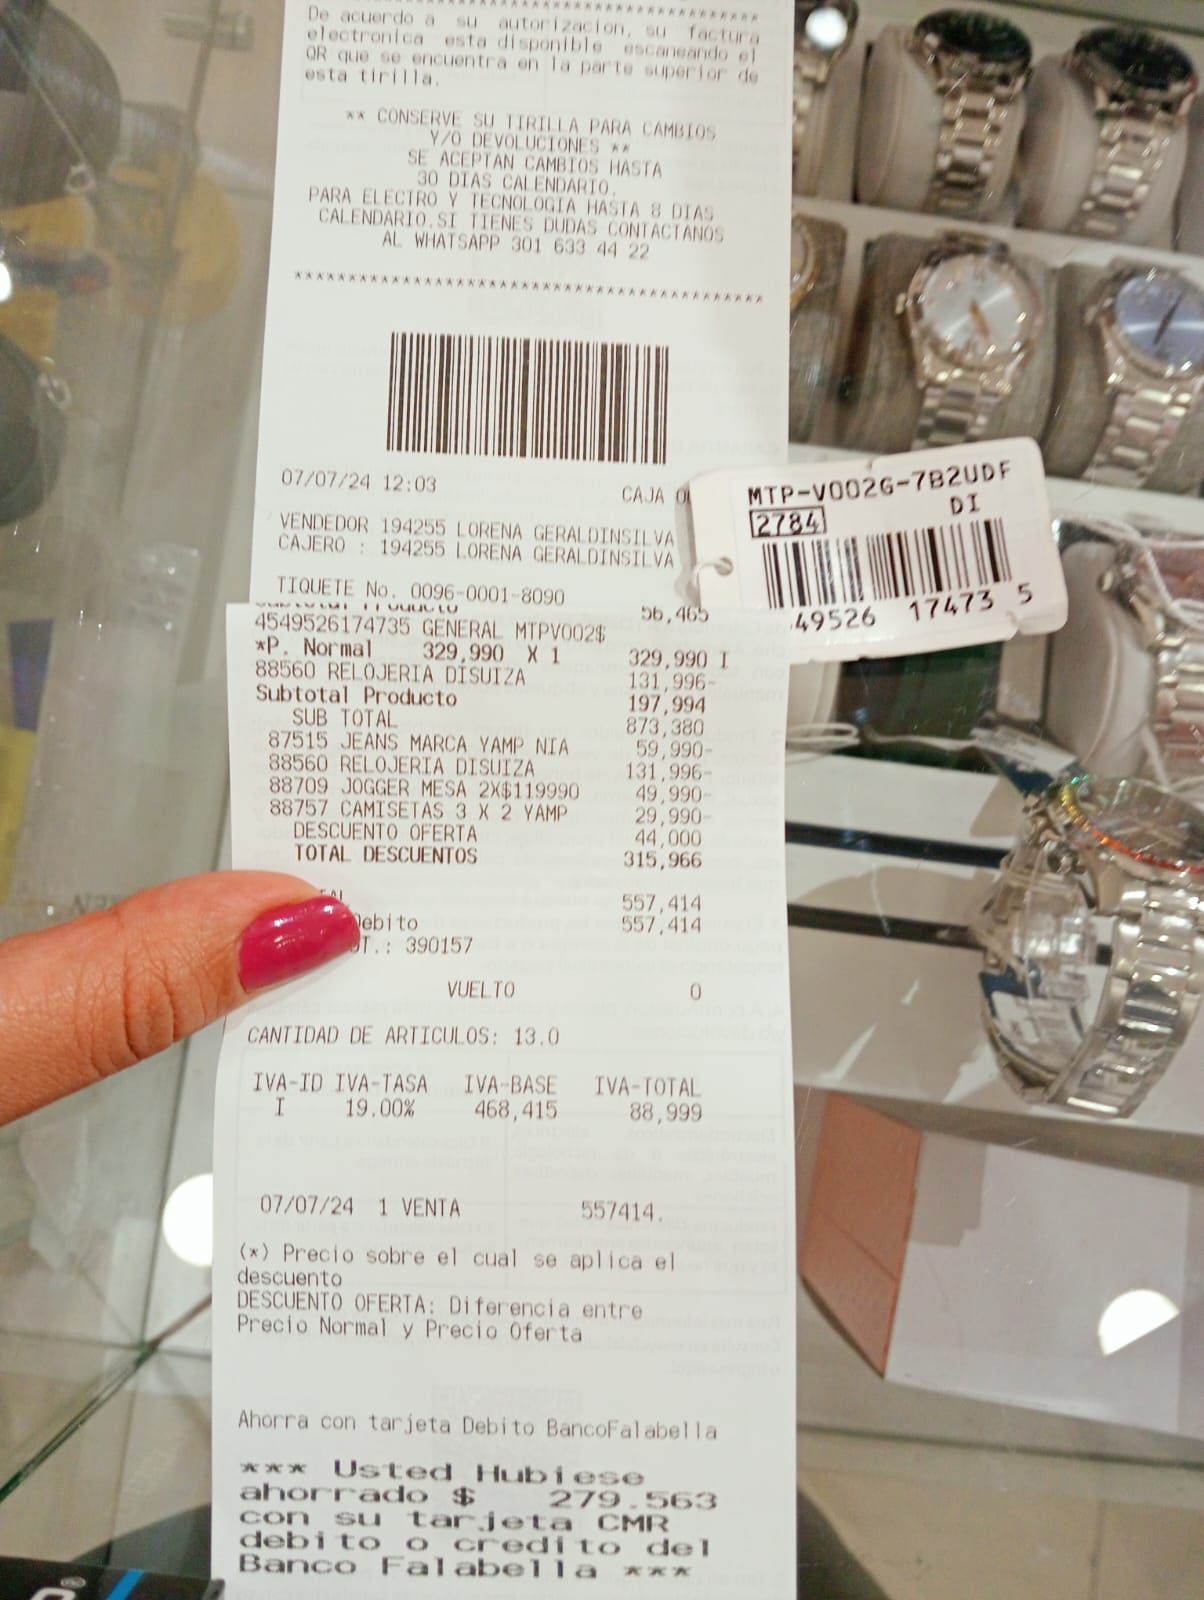 De acuerdo a su autorizacion, su factura
electronica esta disponible escaneando el
QR que se encuentra en la parte superior de
esta tirilla.
** CONSERVE SU TIRILLA PARA CAMBIOS
Y/O DEVOLUCIONES **
SE ACEPTAN CAMBIOS HASTA
30 DIAS CALENDARIO.
PARA ELECTRO Y TECNOLOGIA HASTA 8 DIAS
CALENDARIO.SI TIENES DUDAS CONTACTANOS
AL WHATSAPP 301 633 44 22
07/07/24 12:03 CAJA
VENDEDOR 194255 LORENA GERALDINSILVA
CAJERO : 194255 LORENA GERALDINSILVA
TIQUETE No. 0096-0001-8090
MTP-V002G-7B2UDF
2784 DI
49526 17473 5
Subtotal Producto 56,465
4549526174735 GENERAL MTPV002$
*P. Normal 329,990 X 1 329,990 I
88560 RELOJERIA DISUIZA 131,996-
Subtotal Producto 197,994
SUB TOTAL 873,380
87515 JEANS MARCA YAMP NIA 59,990-
88560 RELOJERIA DISUIZA 131,996-
88709 JOGGER MESA 2X$119990 49,990-
88757 CAMISETAS 3 X 2 YAMP 29,990-
DESCUENTO OFERTA 44,000
TOTAL DESCUENTOS 315,966
557,414
Debito 557,414
390157
VUELTO 0
CANTIDAD DE ARTICULOS: 13.0
IVA-ID IVA-TASA IVA-BASE IVA-TOTAL
I 19.00% 468,415 88,999
07/07/24 1 VENTA 557414.
(*) Precio sobre el cual se aplica el
descuento
DESCUENTO OFERTA: Diferencia entre
Precio Normal y Precio Oferta
Ahorra con tarjeta Debito BancoFalabella
*** Usted Hubiese
ahorrado $ 279.563
con su tarjeta CMR
debito o credito del
Banco Falabella ***